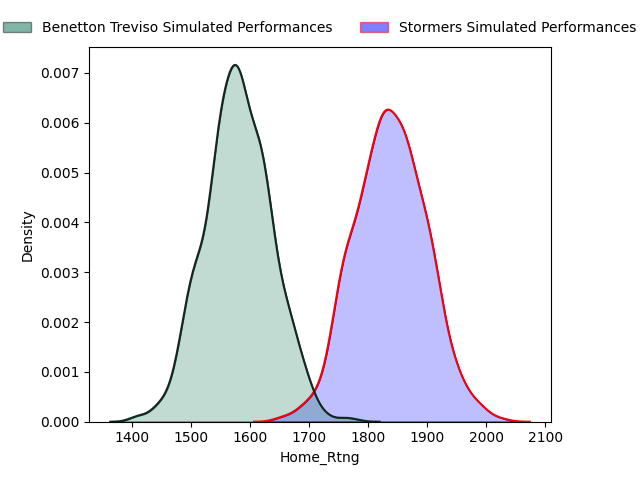 Benetton Treviso Simulated Performances Stormers Simulated Performances
0.007
0.006
0.005
0.004
0.003
0.002
0.001
0.000
Density
1400 1500 1600 1700 1800 1900 2000 2100
Home_Rtng